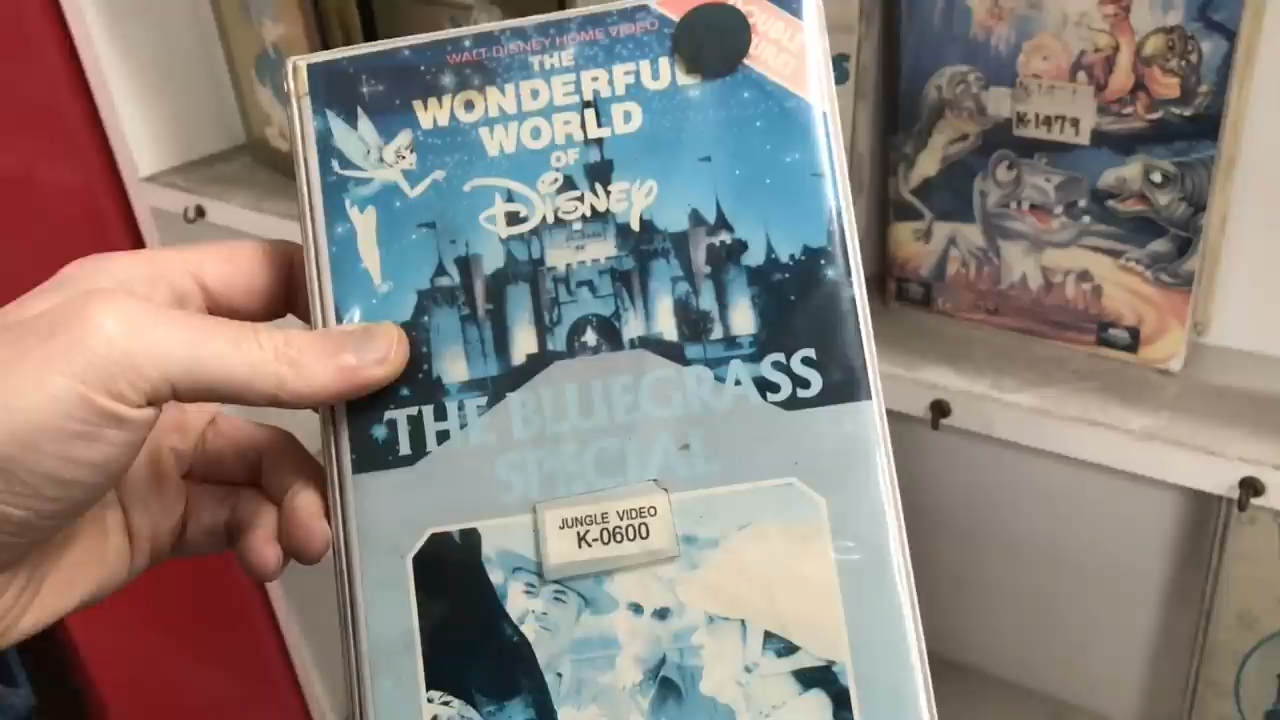 WALT DISNEY HOME VIDEO
THE
WONDERFUL
WORLD
OF
Disney
THE BLUEGRASS
SPECIAL
JUNGLE VIDEO
K-0600
K-1479